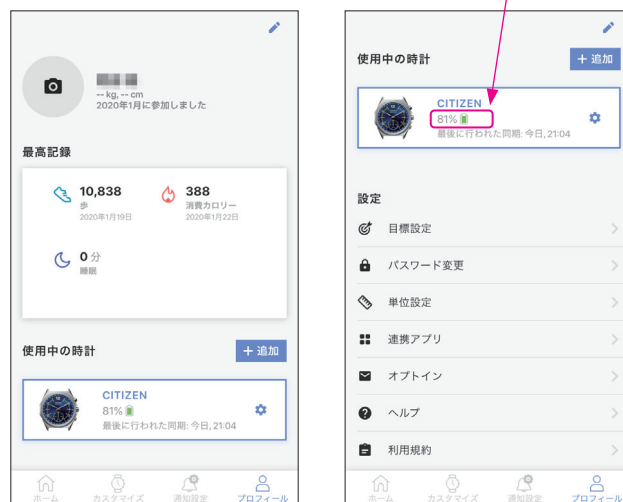 -- kg, -- cm
2020年1月に参加しました
最高記録
10,838
歩
2020年1月19日
388
消費カロリー
2020年1月22日
0 分
睡眠
使用中の時計
+ 追加
CITIZEN
81%
最後に行われた同期: 今日, 21:04
ホーム
カスタマイズ
通知設定
プロフィール
使用中の時計
+ 追加
CITIZEN
81%
最後に行われた同期: 今日, 21:04
設定
目標設定
パスワード変更
単位設定
連携アプリ
オプトイン
ヘルプ
利用規約
ホーム
カスタマイズ
通知設定
プロフィール